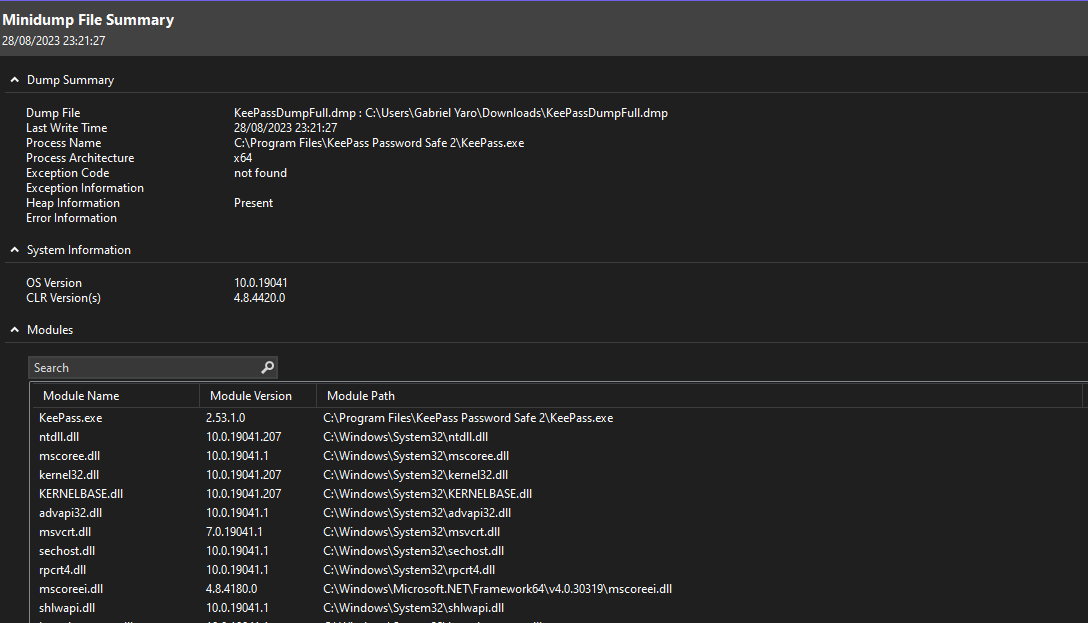 Minidump File Summary
28/08/2023 23:21:27
Dump Summary
Dump File KeePassDumpFull.dmp : C:\Users\Gabriel Yaro\Downloads\KeePassDumpFull.dmp
Last Write Time 28/08/2023 23:21:27
Process Name C:\Program Files\KeePass Password Safe 2\KeePass.exe
Process Architecture x64
Exception Code not found
Exception Information
Heap Information Present
Error Information
System Information
OS Version 10.0.19041
CLR Version(s) 4.8.4420.0
Modules
Search
Module Name Module Version Module Path
KeePass.exe 2.53.1.0 C:\Program Files\KeePass Password Safe 2\KeePass.exe
ntdll.dll 10.0.19041.207 C:\Windows\System32\ntdll.dll
mscoree.dll 10.0.19041.1 C:\Windows\System32\mscoree.dll
kernel32.dll 10.0.19041.207 C:\Windows\System32\kernel32.dll
KERNELBASE.dll 10.0.19041.207 C:\Windows\System32\KERNELBASE.dll
advapi32.dll 10.0.19041.1 C:\Windows\System32\advapi32.dll
msvcrt.dll 7.0.19041.1 C:\Windows\System32\msvcrt.dll
sechost.dll 10.0.19041.1 C:\Windows\System32\sechost.dll
rpcrt4.dll 10.0.19041.1 C:\Windows\System32\rpcrt4.dll
mscoreei.dll 4.8.4180.0 C:\Windows\Microsoft.NET\Framework64\v4.0.30319\mscoreei.dll
shlwapi.dll 10.0.19041.1 C:\Windows\System32\shlwapi.dll